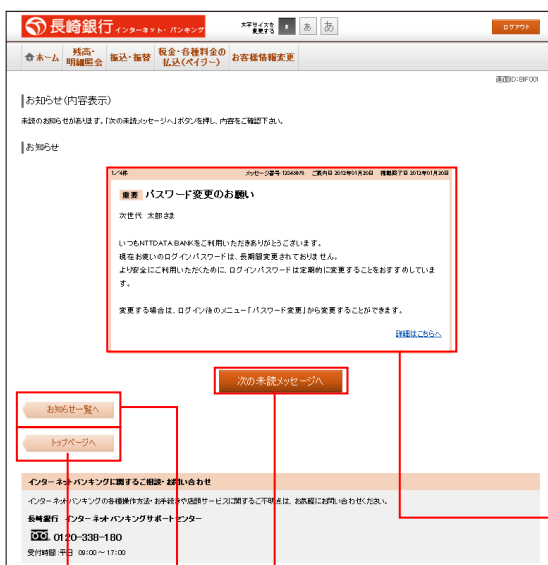 長崎銀行 インターネット・バンキング
文字サイズを変更する あ あ あ
ログアウト
ホーム 残高・明細照会 振込・振替 税金・各種料金の払込(ペイジー) お客様情報変更
画面ID:BIF001
お知らせ(内容表示)
未読のお知らせがあります。「次の未読メッセージへ」ボタンを押し、内容をご確認下さい。
お知らせ
1/4件 メッセージ番号 ご案内日 2012年01月20日 掲載終了日 2012年01月20日
重要 パスワード変更のお願い
次世代 太郎さま
いつもNTTDATA BANKをご利用いただきありがとうございます。
現在お使いのログインパスワードは、長期間変更されておりません。
より安全にご利用いただくために、ログインパスワードは定期的に変更することをおすすめしていま
す。
変更する場合は、ログイン後のメニュー「パスワード変更」から変更することができます。
詳細はこちらへ
次の未読メッセージへ
お知らせ一覧へ
トップページへ
インターネットバンキングに関するご相談・お問い合わせ
インターネットバンキングの各種操作方法・お手続きや店頭サービスに関するご不明点は、お気軽にお問い合わせください。
長崎銀行 インターネットバンキングサポートセンター
0120-338-180
受付時間:平日 09:00～17:00